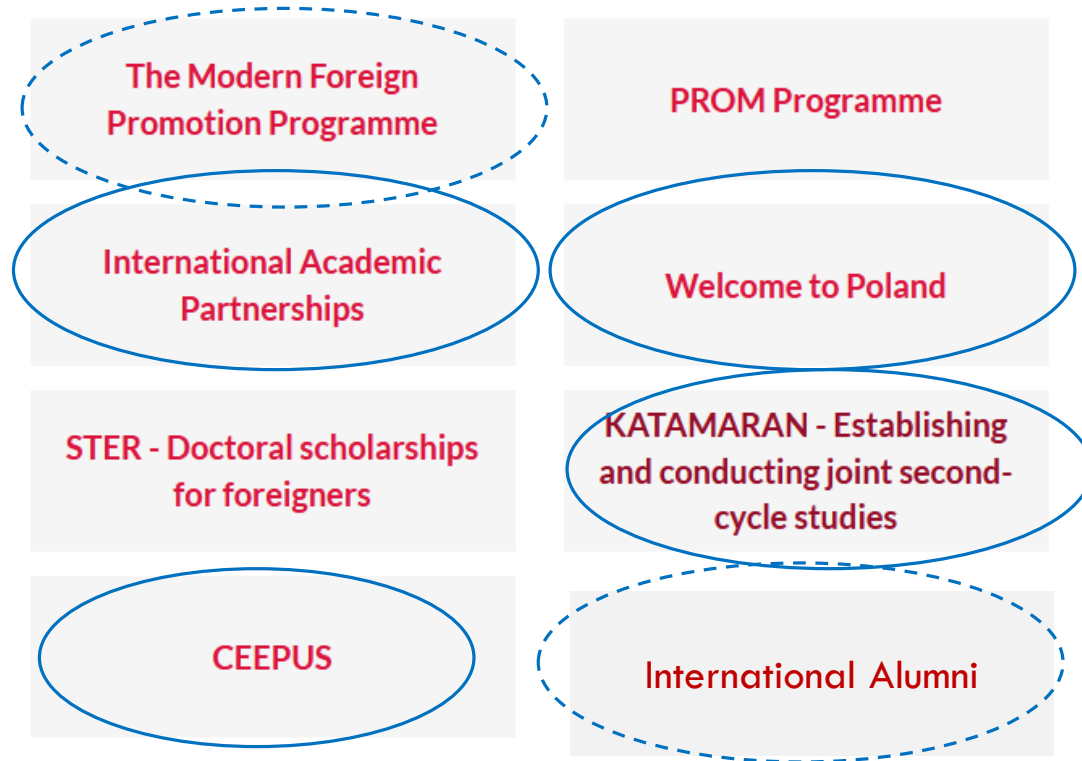 The Modern Foreign
Promotion Programme
PROM Programme
International Academic
Partnerships
Welcome to Poland
STER - Doctoral scholarships
for foreigners
KATAMARAN - Establishing
and conducting joint second-
cycle studies
CEEPUS
International Alumni